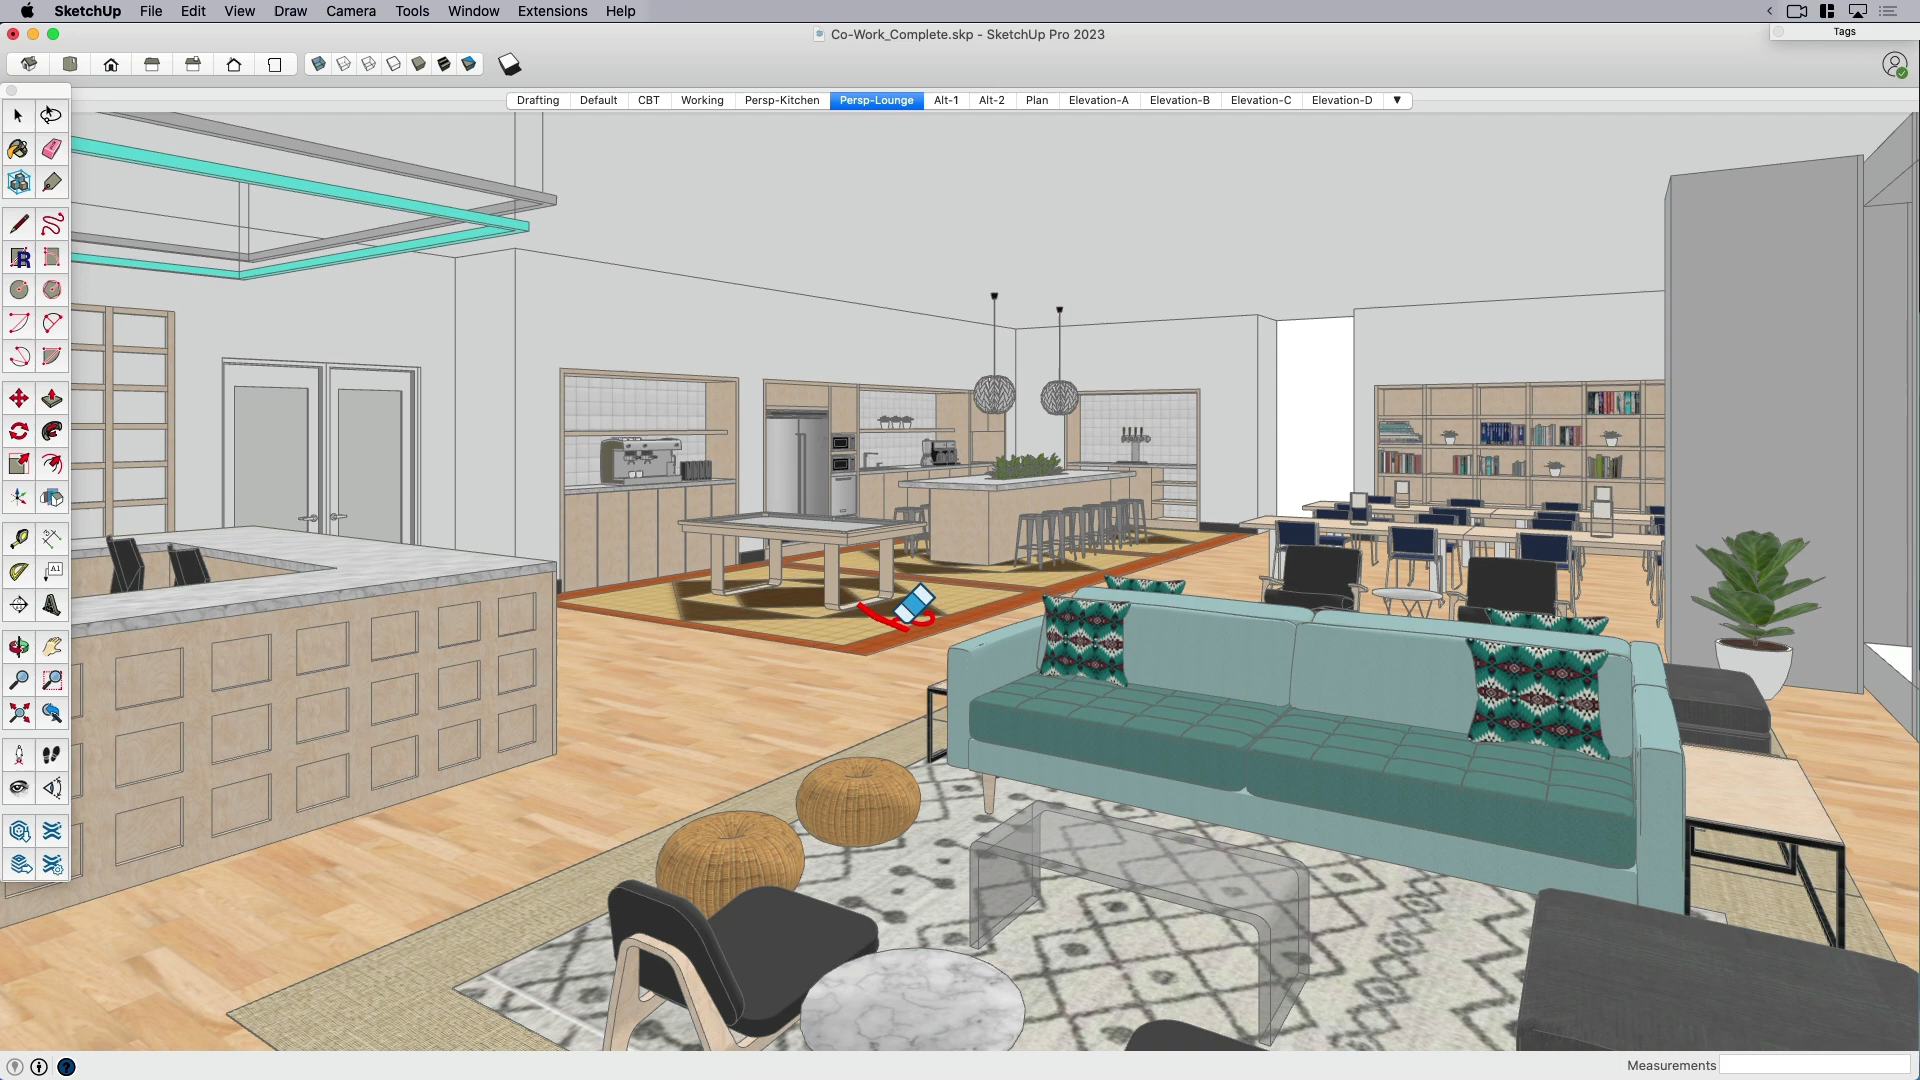 SketchUp File Edit View Draw Camera Tools Window Extensions Help
Co-Work_Complete.skp - SketchUp Pro 2023
Tags
Drafting Default CBT Working Persp-Kitchen Persp-Lounge Alt-1 Alt-2 Plan Elevation-A Elevation-B Elevation-C Elevation-D
R
A1
Measurements